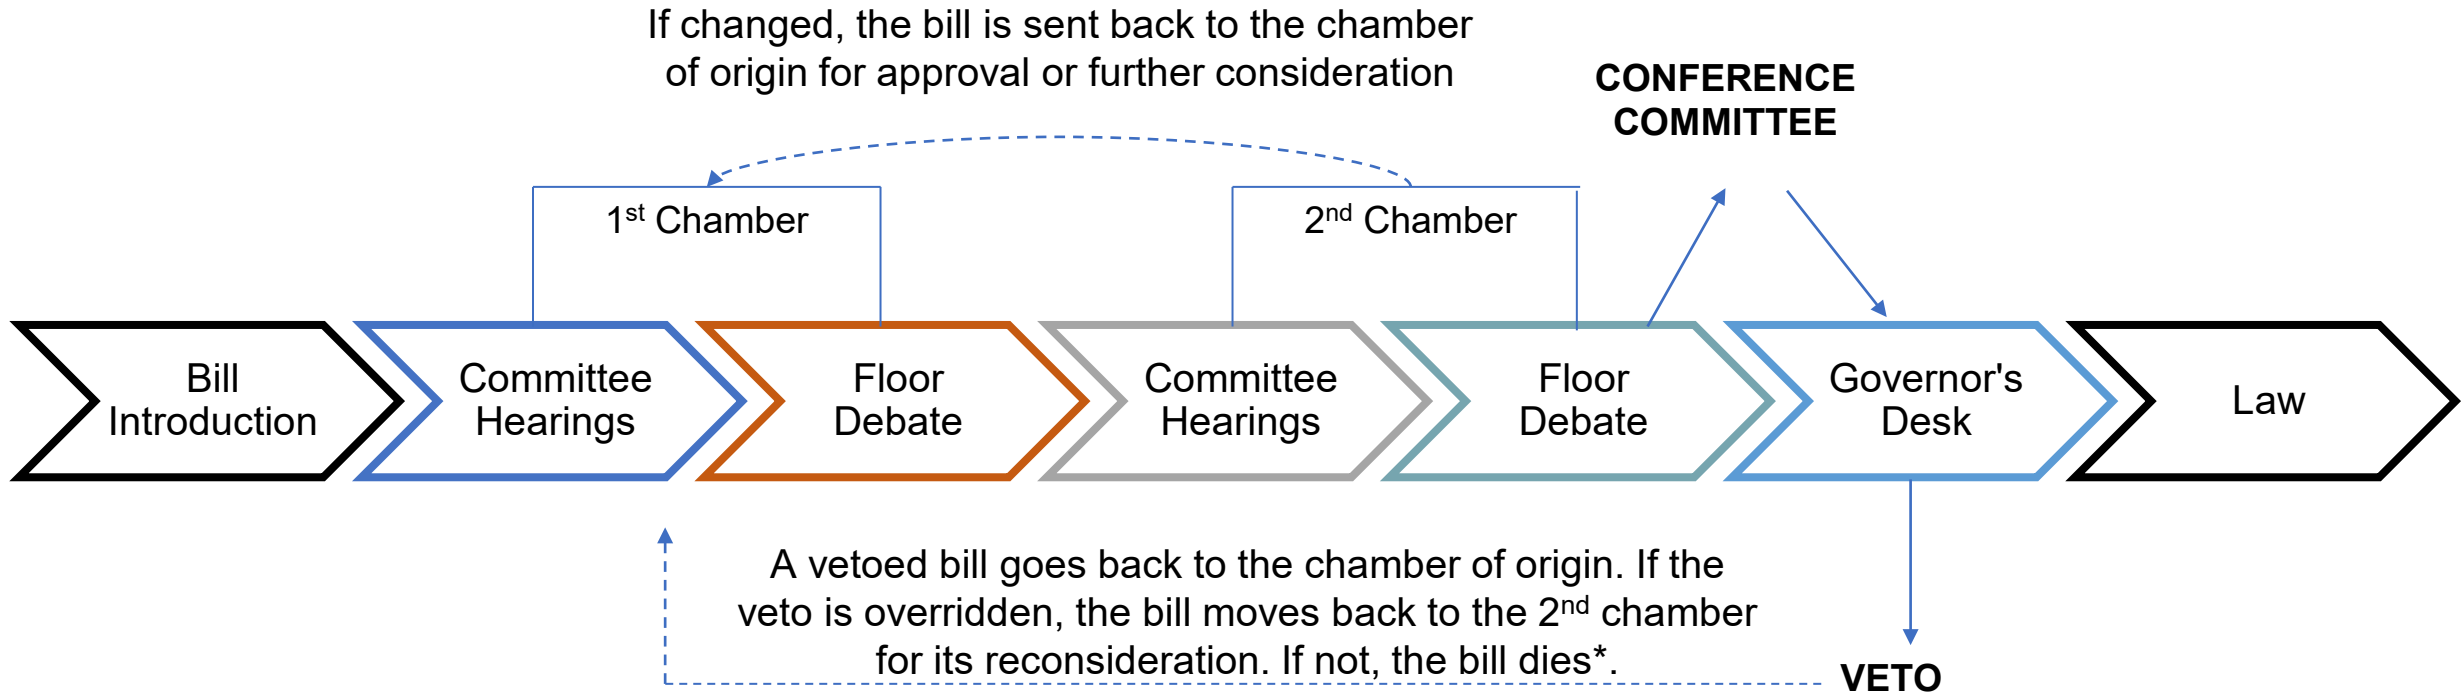 If changed, the bill is sent back to the chamber
of origin for approval or further consideration
CONFERENCE
COMMITTEE
1st Chamber
2nd Chamber
Bill
Introduction
Committee
Hearings
Floor
Debate
Committee
Hearings
Floor
Debate
Governor's
Desk
Law
A vetoed bill goes back to the chamber of origin. If the
veto is overridden, the bill moves back to the 2nd chamber
for its reconsideration. If not, the bill dies*.
VETO